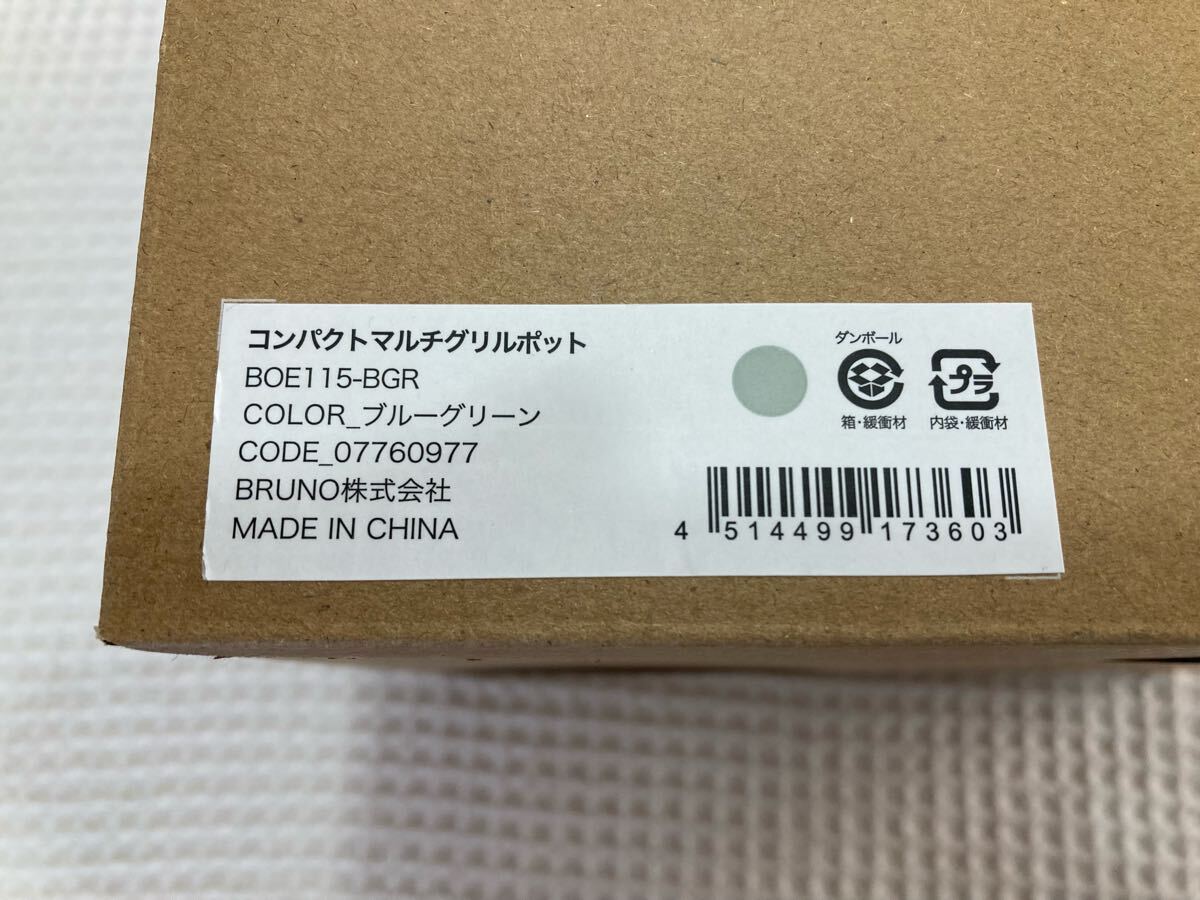 コンパクトマルチグリルポット
BOE115-BGR
COLOR_ブルーグリーン
CODE_07760977
BRUNO株式会社
MADE IN CHINA
ダンボール
箱・緩衝材
プラ
内袋・緩衝材
4 514499 173603